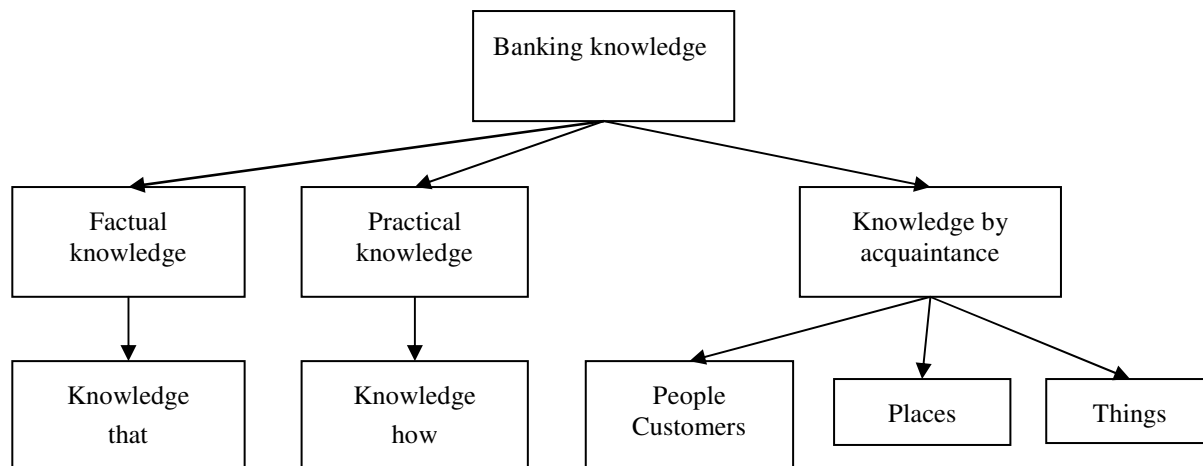 Banking knowledge
Factual
knowledge
Practical
knowledge
Knowledge by
acquaintance
Knowledge
that
Knowledge
how
People
Customers
Places
Things